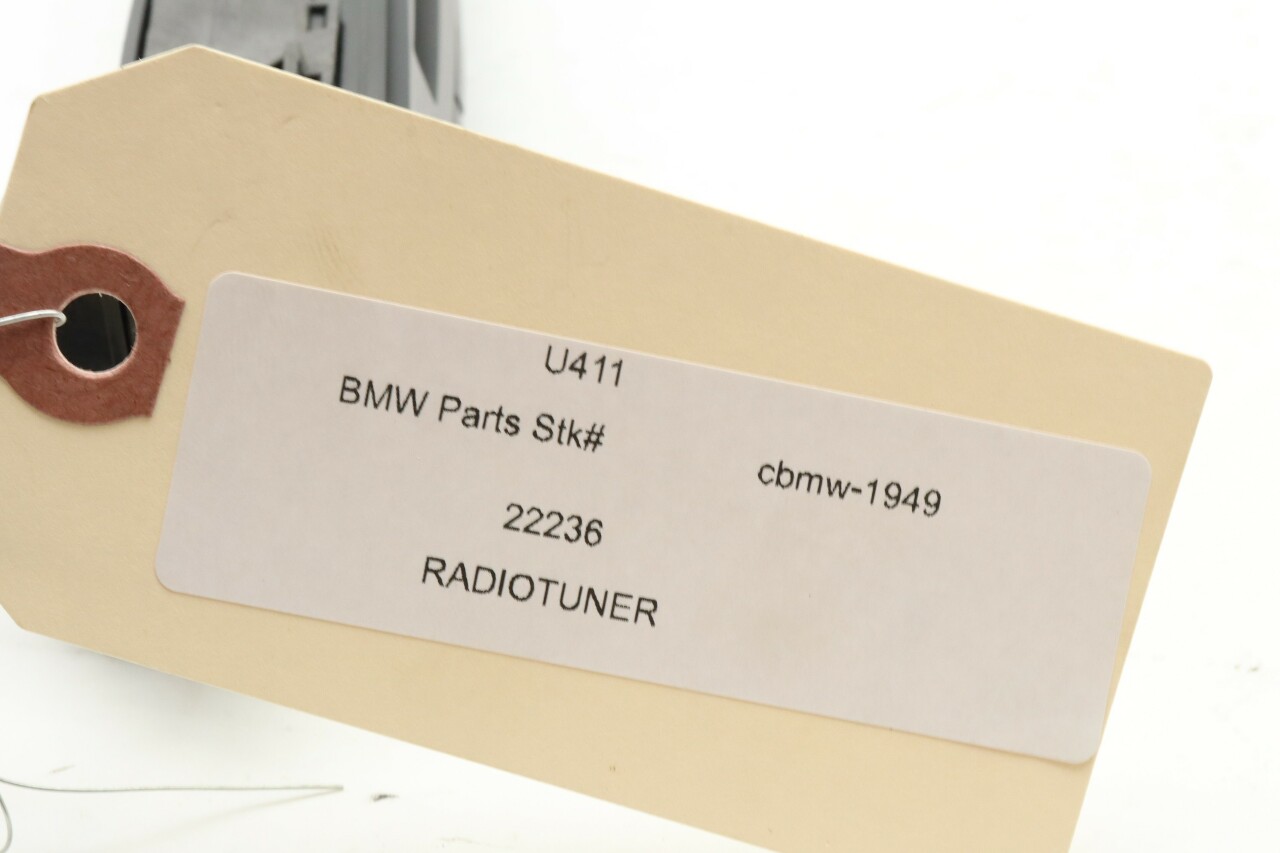 U411
BMW Parts Stk#
cbmw-1949
22236
RADIOTUNER